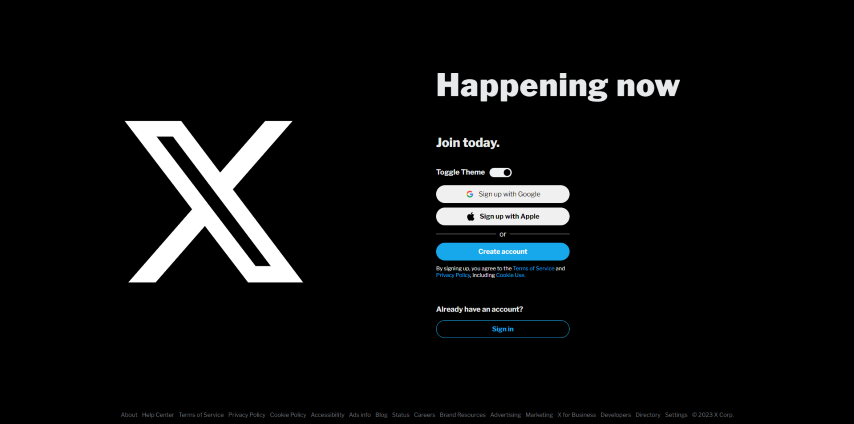 Happening now
Join today.
Toggle Theme
Sign up with Google
Sign up with Apple
or
Create account
By signing up, you agree to the Terms of Service and
Privacy Policy, including Cookie Use.
Already have an account?
Sign in
About Help Center Terms of Service Privacy Policy Cookie Policy Accessibility Ads info Blog Status Careers Brand Resources Advertising Marketing X for Business Developers Directory Settings © 2023 X Corp.